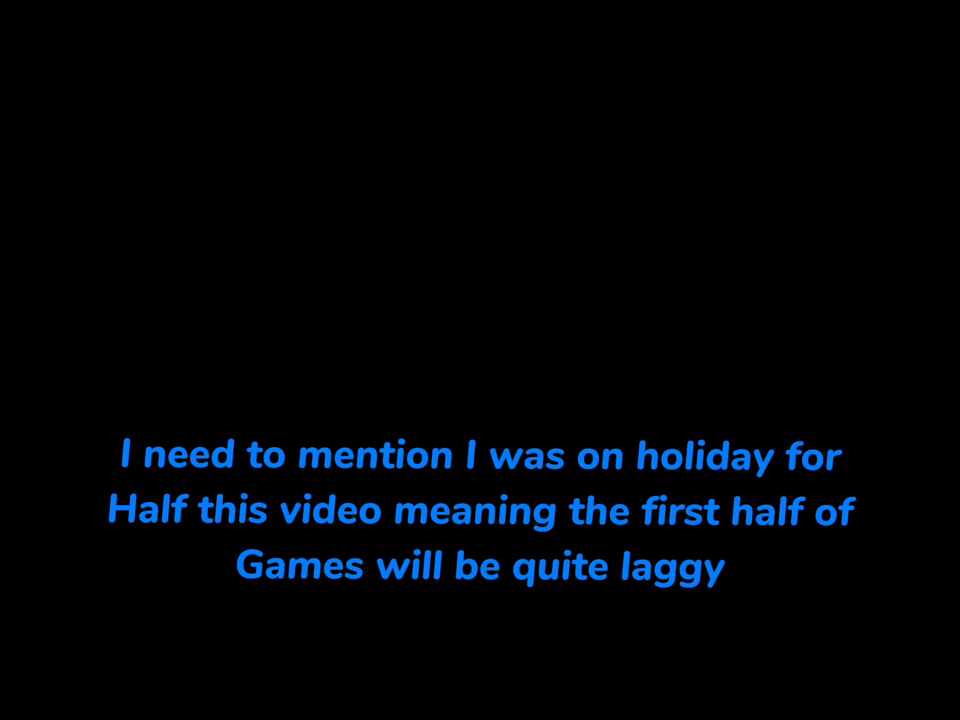 I need to mention I was on holiday for
Half this video meaning the first half of
Games will be quite laggy